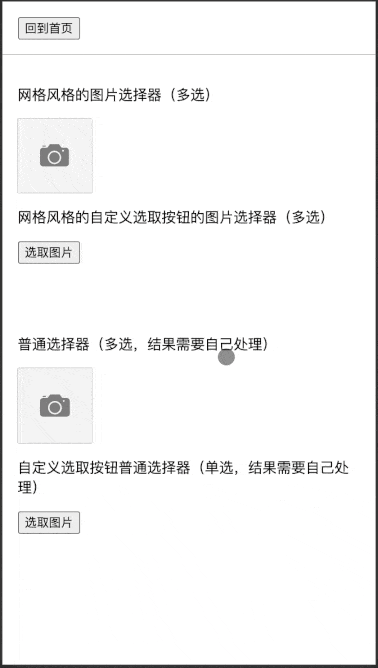 回到首页
网格风格的图片选择器（多选）
网格风格的自定义选取按钮的图片选择器（多选）
选取图片
普通选择器（多选，结果需要自己处理）
自定义选取按钮普通选择器（单选，结果需要自己处
理）
选取图片